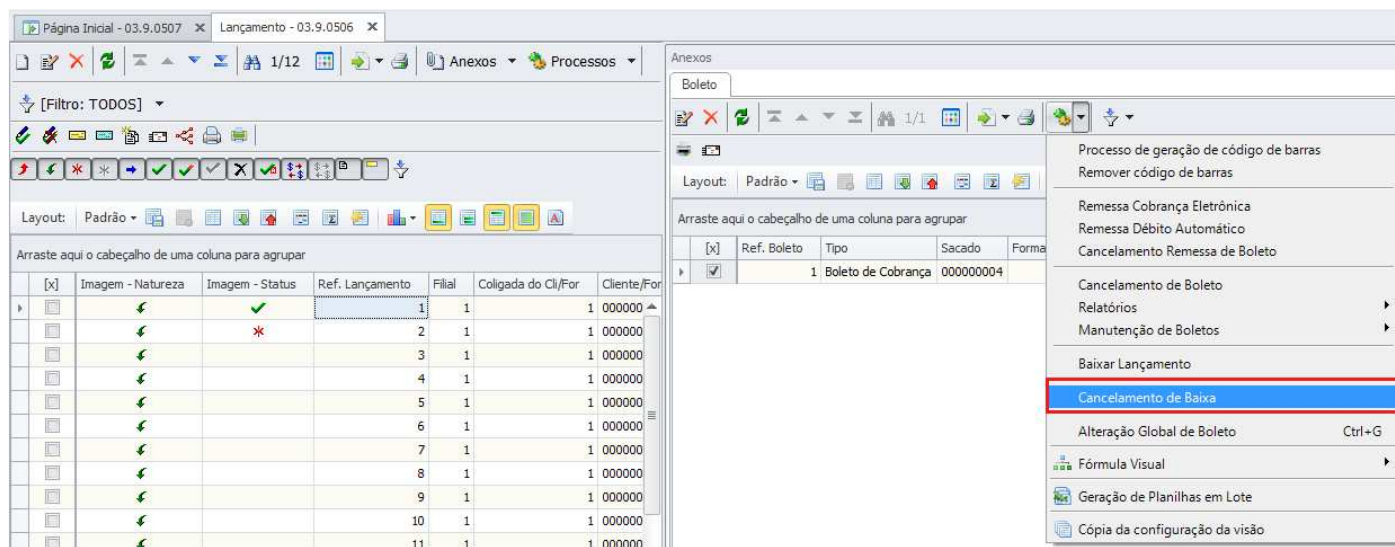 Página Inicial - 03.9.0507
Lançamento - 03.9.0506
1/12
Anexos
Processos
[Filtro: TODOS]
Layout: Padrão
Arraste aqui o cabeçalho de uma coluna para agrupar
[x] Imagem - Natureza Imagem - Status Ref. Lançamento Filial Coligada do Cli/For Cliente/For
1 1 1 000000
2 1 1 000000
3 1 1 000000
4 1 1 000000
5 1 1 000000
6 1 1 000000
7 1 1 000000
8 1 1 000000
9 1 1 000000
10 1 1 000000
11 1 1 000000
Anexos
Boleto
1/1
Layout: Padrão
Arraste aqui o cabeçalho de uma coluna para agrupar
[x] Ref. Boleto Tipo Sacado Forma
1 Boleto de Cobrança 000000004
Processo de geração de código de barras
Remover código de barras
Remessa Cobrança Eletrônica
Remessa Débito Automático
Cancelamento Remessa de Boleto
Cancelamento de Boleto
Relatórios
Manutenção de Boletos
Baixar Lançamento
Cancelamento de Baixa
Alteração Global de Boleto Ctrl+G
Fórmula Visual
Geração de Planilhas em Lote
Cópia da configuração da visão